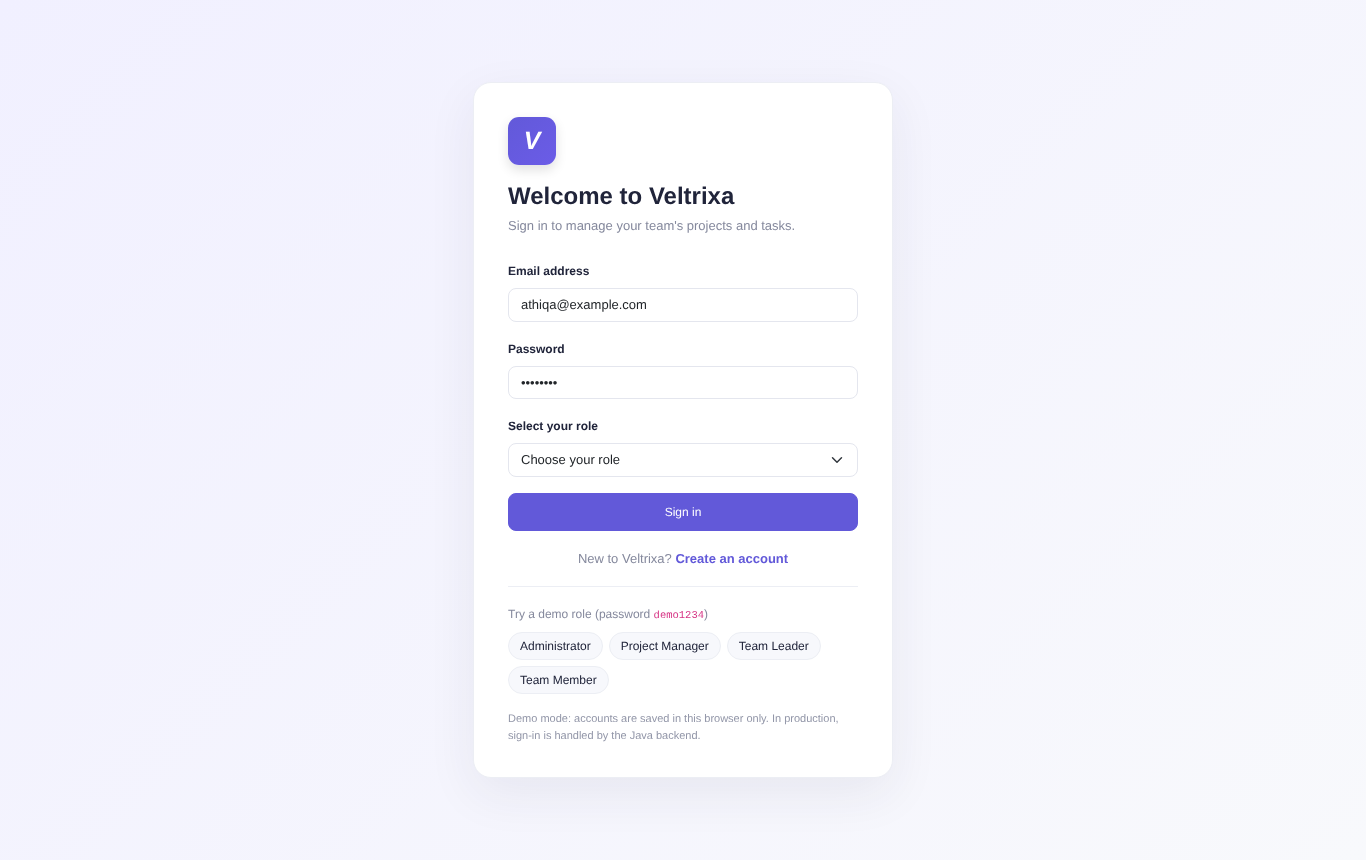 V
Welcome to Veltrixa
Sign in to manage your team's projects and tasks.
Email address
athiqa@example.com
Password
••••••••
Select your role
Choose your role
Sign in
New to Veltrixa? Create an account
Try a demo role (password demo1234)
Administrator Project Manager Team Leader
Team Member
Demo mode: accounts are saved in this browser only. In production,
sign-in is handled by the Java backend.